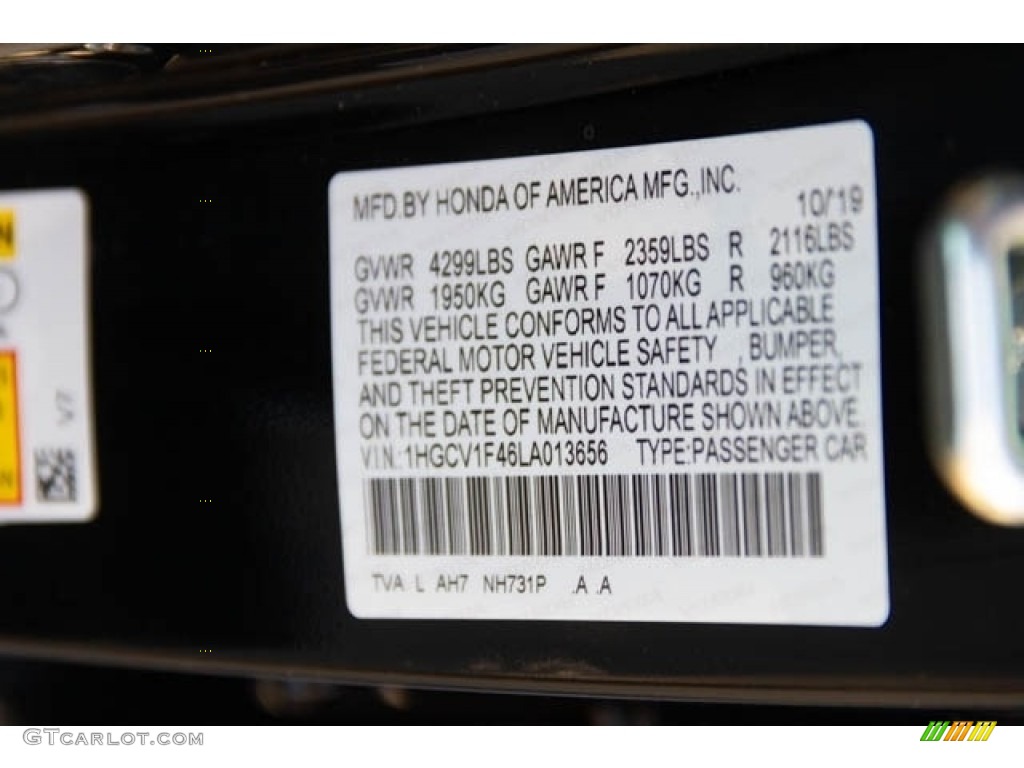 MFD.BY HONDA OF AMERICA MFG.,INC.
10/19
GVWR 4299LBS GAWR F 2359LBS R 2116LBS
GVWR 1950KG GAWR F 1070KG R 960KG
THIS VEHICLE CONFORMS TO ALL APPLICABLE
FEDERAL MOTOR VEHICLE SAFETY , BUMPER,
AND THEFT PREVENTION STANDARDS IN EFFECT
ON THE DATE OF MANUFACTURE SHOWN ABOVE.
V.I.N.:1HGCV1F46LA013656 TYPE:PASSENGER CAR
TVA L AH7 NH731P .A .A
V7
GTCARLOT.COM